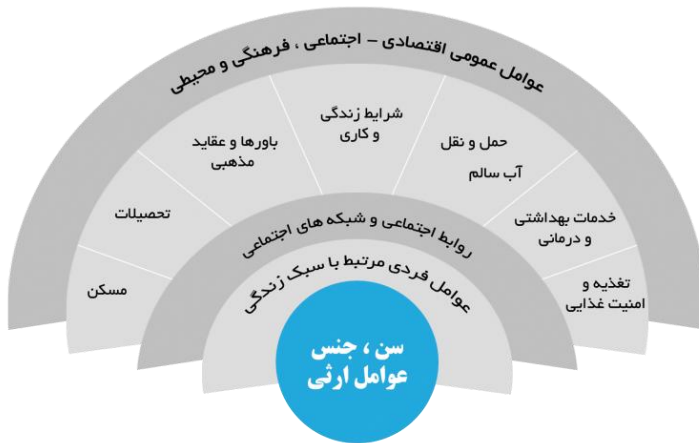 عوامل عمومی اقتصادی – اجتماعی ، فرهنگی و محیطی
شرایط زندگی
و کاری
حمل و نقل
آب سالم
باورها و عقاید
مذهبی
خدمات بهداشتی
و درمانی
تحصیلات
تغذیه و
امنیت غذایی
مسکن
روابط اجتماعی و شبکه های اجتماعی
عوامل فردی مرتبط با سبک زندگی
سن ، جنس
عوامل ارثی